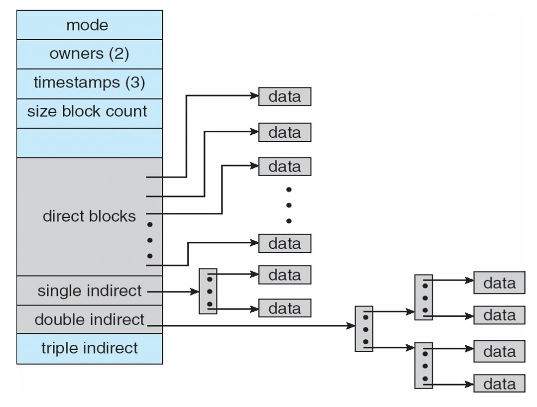 mode
owners (2)
timestamps (3)
size block count
direct blocks
single indirect
double indirect
triple indirect
data
data
data
data
data
data
data
data
data
data